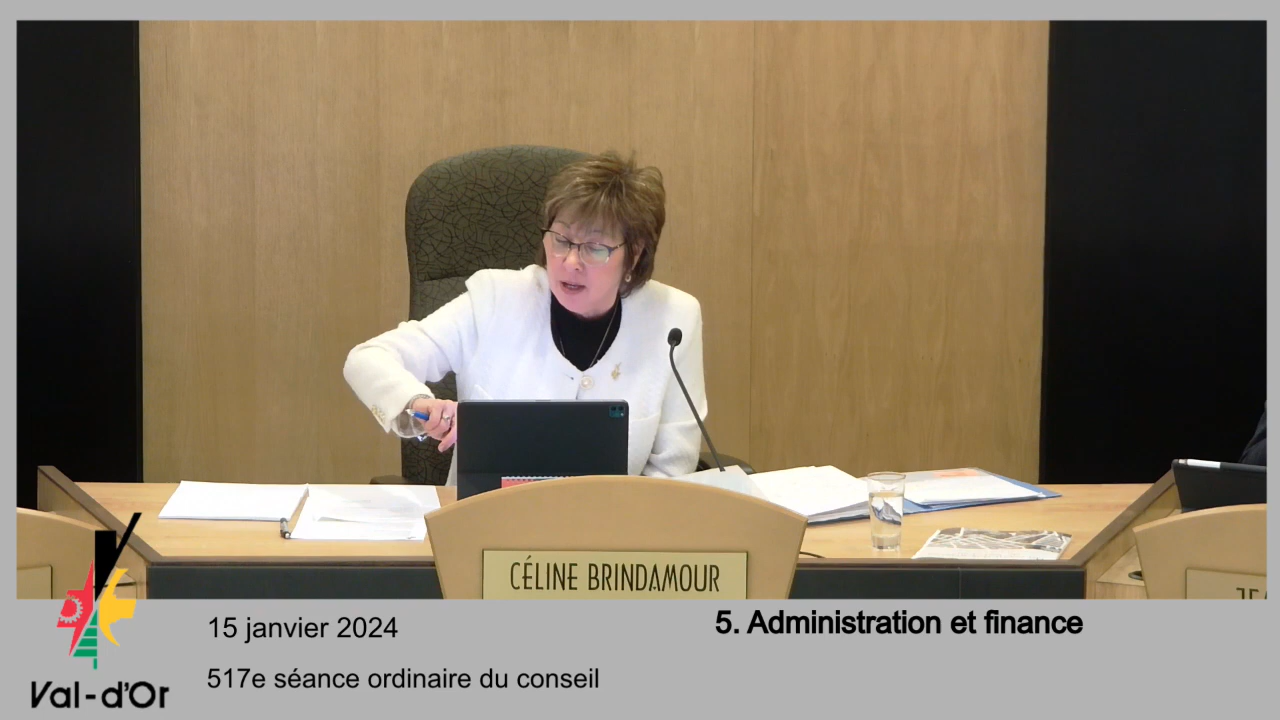 CÉLINE BRINDAMOUR
15 janvier 2024
5. Administration et finance
517e séance ordinaire du conseil
Val-d'Or